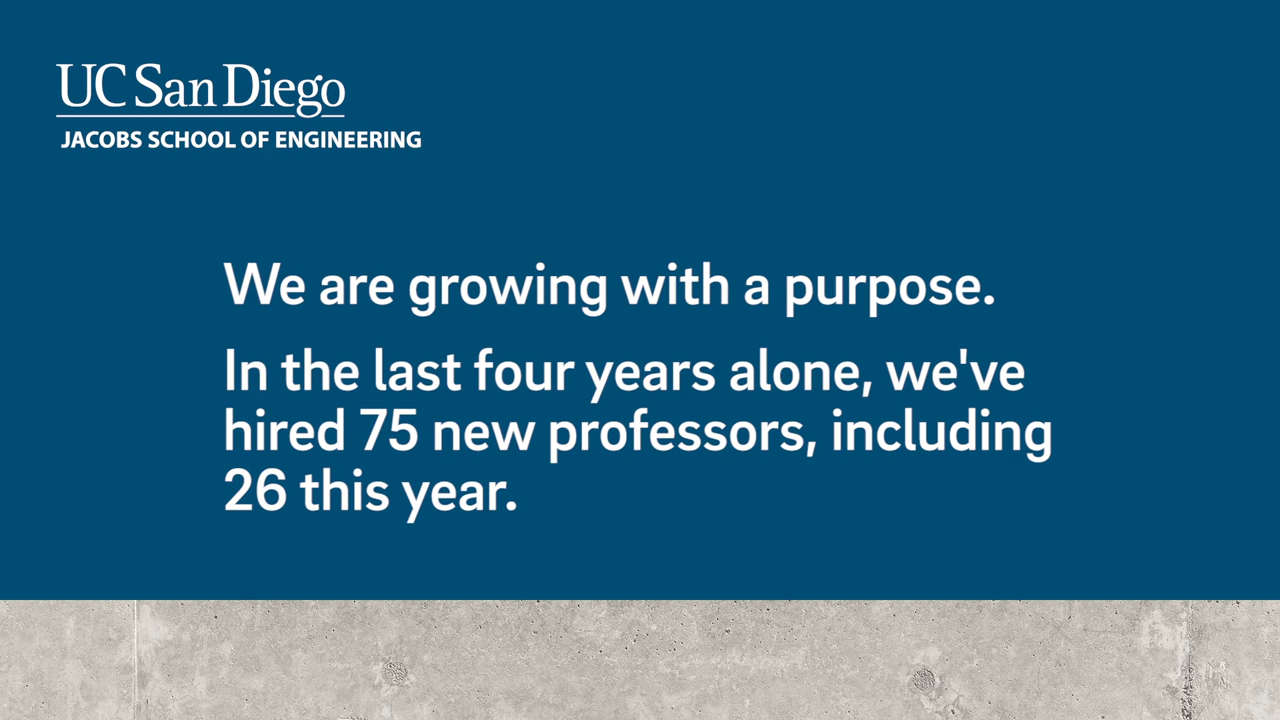 UC San Diego
JACOBS SCHOOL OF ENGINEERING
We are growing with a purpose.
In the last four years alone, we've
hired 75 new professors, including
26 this year.